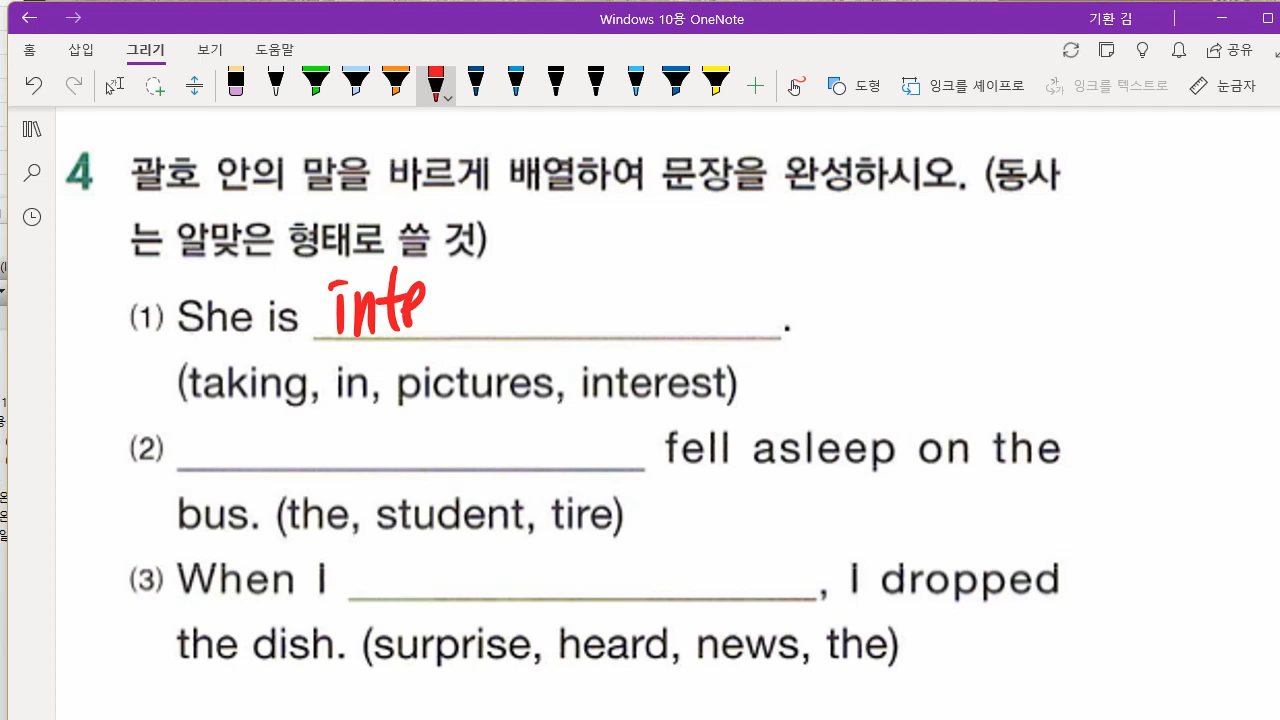 Windows 10용 OneNote
기환 김
홈 삽입 그리기 보기 도움말
공유
도형 잉크를 셰이프로 잉크를 텍스트로 눈금자
4 괄호 안의 말을 바르게 배열하여 문장을 완성하시오. (동사
는 알맞은 형태로 쓸 것)
(1) She is inte .
(taking, in, pictures, interest)
(2) fell asleep on the
bus. (the, student, tire)
(3) When I , I dropped
the dish. (surprise, heard, news, the)